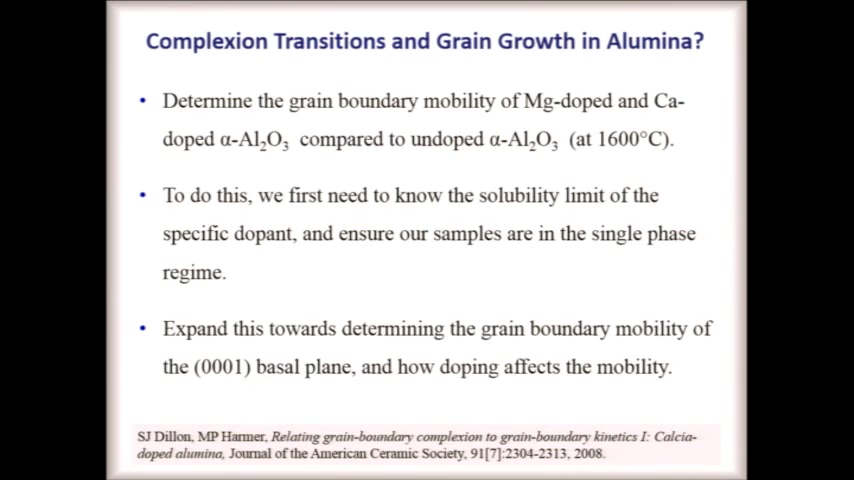 Complexion Transitions and Grain Growth in Alumina?
• Determine the grain boundary mobility of Mg-doped and Ca-
doped α-Al₂O₃ compared to undoped α-Al₂O₃ (at 1600°C).
• To do this, we first need to know the solubility limit of the
specific dopant, and ensure our samples are in the single phase
regime.
• Expand this towards determining the grain boundary mobility of
the (0001) basal plane, and how doping affects the mobility.
SJ Dillon, MP Harmer, Relating grain-boundary complexion to grain-boundary kinetics I: Calcia-
doped alumina, Journal of the American Ceramic Society, 91[7]:2304-2313, 2008.